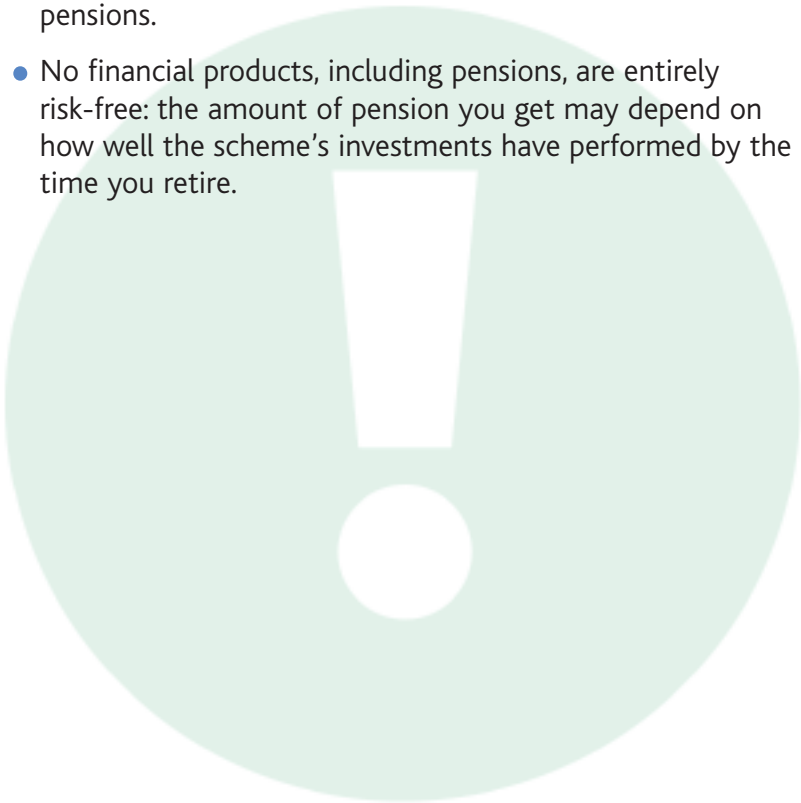 pensions.
● No financial products, including pensions, are entirely
risk-free: the amount of pension you get may depend on
how well the scheme’s investments have performed by the
time you retire.
!